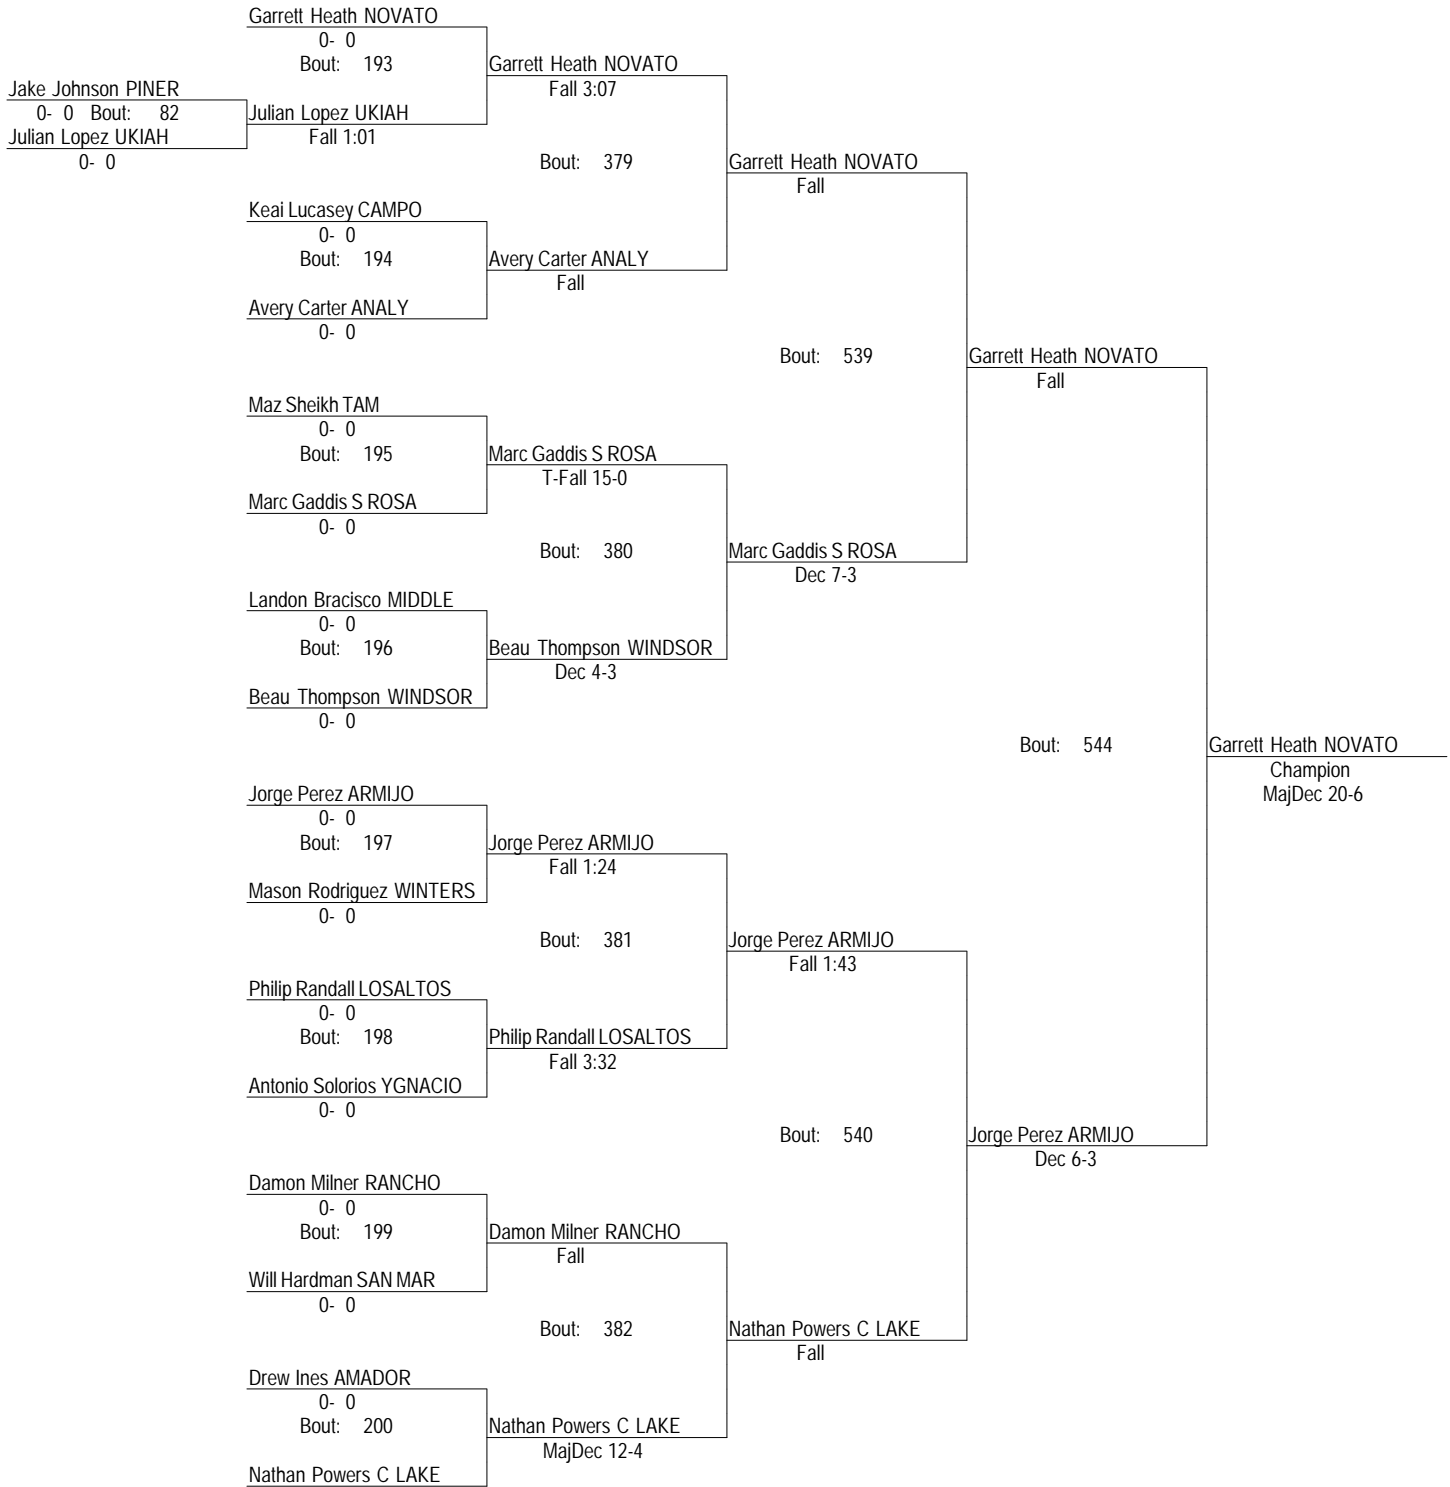 Garrett Heath NOVATO
0- 0
Bout: 193
Garrett Heath NOVATO
Fall 3:07
Jake Johnson PINER
0- 0 Bout: 82
Julian Lopez UKIAH
0- 0
Julian Lopez UKIAH
Fall 1:01
Bout: 379
Garrett Heath NOVATO
Fall
Keai Lucasey CAMPO
0- 0
Bout: 194
Avery Carter ANALY
Fall
Avery Carter ANALY
0- 0
Bout: 539
Garrett Heath NOVATO
Fall
Maz Sheikh TAM
0- 0
Bout: 195
Marc Gaddis S ROSA
T-Fall 15-0
Marc Gaddis S ROSA
0- 0
Bout: 380
Marc Gaddis S ROSA
Dec 7-3
Landon Bracisco MIDDLE
0- 0
Bout: 196
Beau Thompson WINDSOR
Dec 4-3
Beau Thompson WINDSOR
0- 0
Bout: 544
Garrett Heath NOVATO
Champion
MajDec 20-6
Jorge Perez ARMIJO
0- 0
Bout: 197
Jorge Perez ARMIJO
Fall 1:24
Mason Rodriguez WINTERS
0- 0
Bout: 381
Jorge Perez ARMIJO
Fall 1:43
Philip Randall LOSALTOS
0- 0
Bout: 198
Philip Randall LOSALTOS
Fall 3:32
Antonio Solorios YGNACIO
0- 0
Bout: 540
Jorge Perez ARMIJO
Dec 6-3
Damon Milner RANCHO
0- 0
Bout: 199
Damon Milner RANCHO
Fall
Will Hardman SAN MAR
0- 0
Bout: 382
Nathan Powers C LAKE
Fall
Drew Ines AMADOR
0- 0
Bout: 200
Nathan Powers C LAKE
MajDec 12-4
Nathan Powers C LAKE